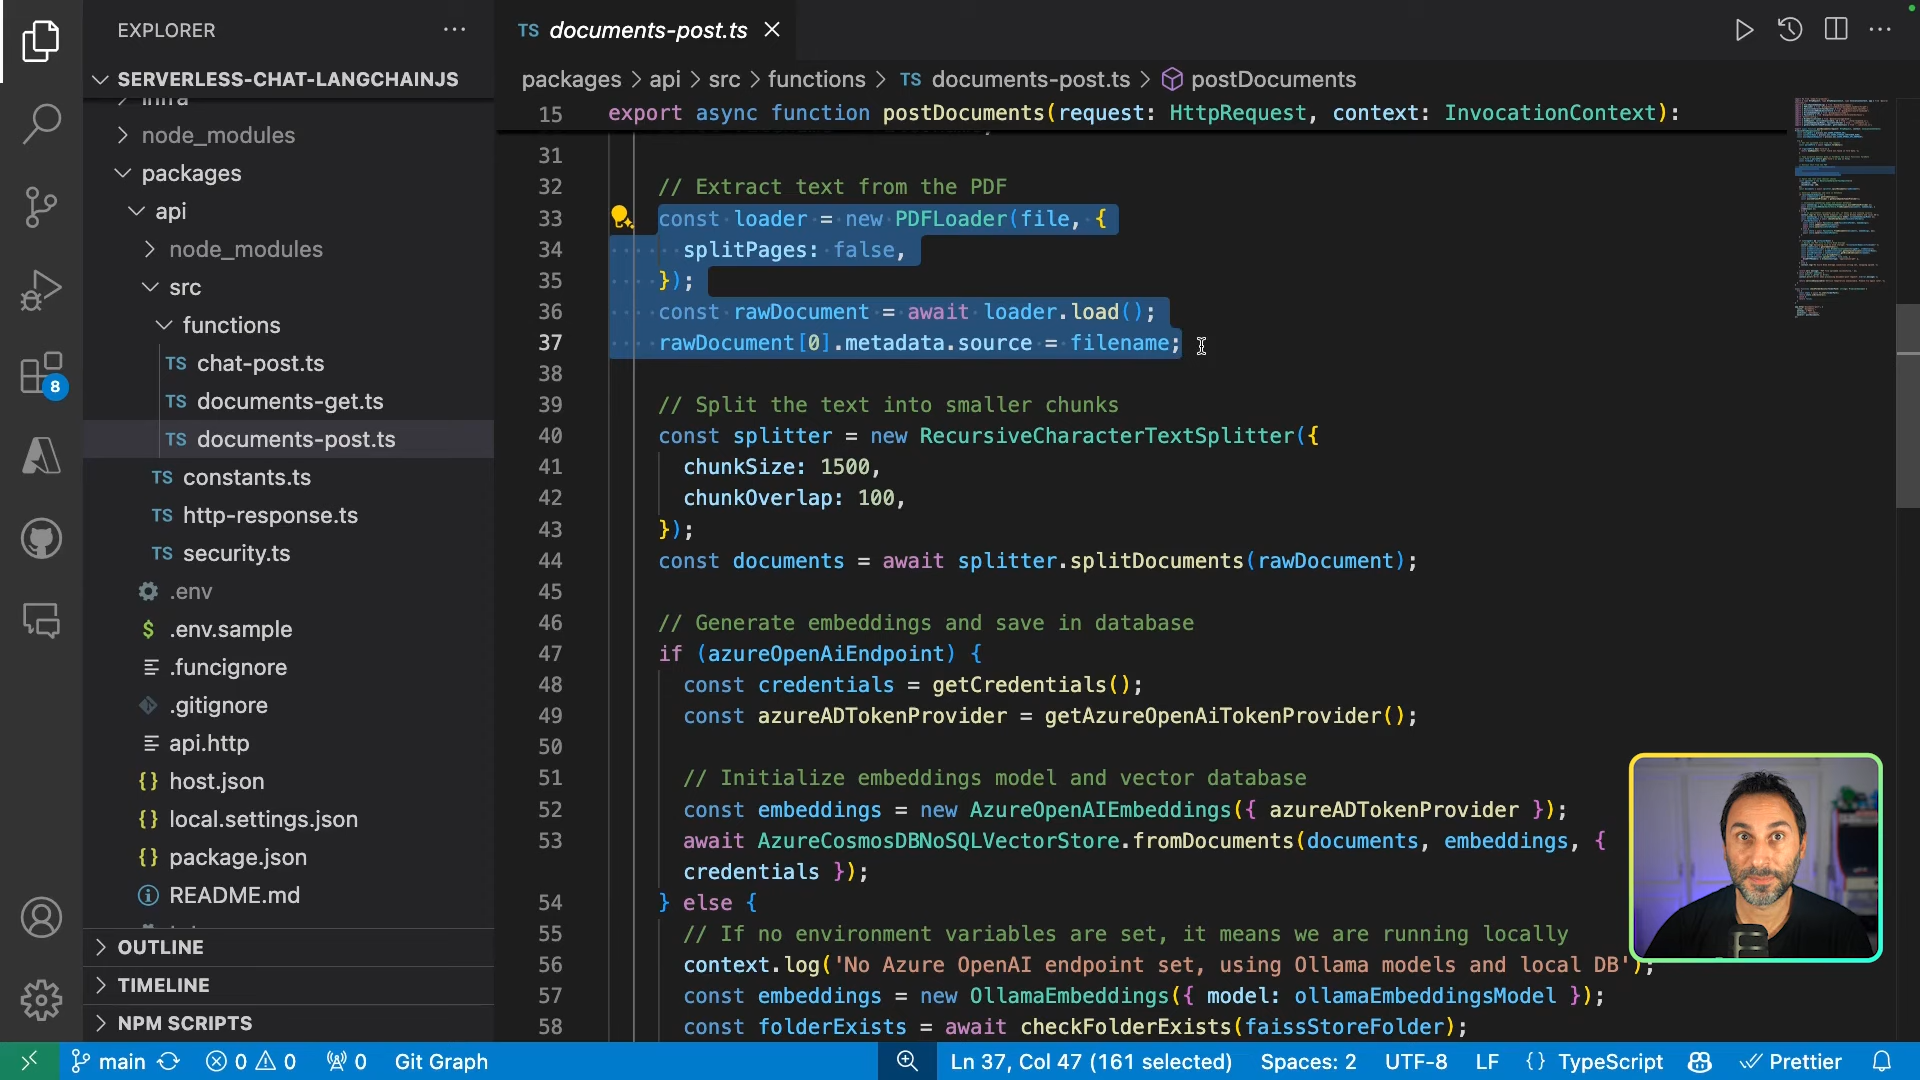 EXPLORER
TS documents-post.ts
SERVERLESS-CHAT-LANGCHAINJS
infra
node_modules
packages
api
node_modules
src
functions
TS chat-post.ts
TS documents-get.ts
TS documents-post.ts
TS constants.ts
TS http-response.ts
TS security.ts
.env
$ .env.sample
.funcignore
.gitignore
api.http
{} host.json
{} local.settings.json
{} package.json
README.md
OUTLINE
TIMELINE
NPM SCRIPTS
8
packages > api > src > functions > TS documents-post.ts > postDocuments
15 export async function postDocuments(request: HttpRequest, context: InvocationContext):
31
32 // Extract text from the PDF
33 const loader = new PDFLoader(file, {
34 splitPages: false,
35 });
36 const rawDocument = await loader.load();
37 rawDocument[0].metadata.source = filename;
38
39 // Split the text into smaller chunks
40 const splitter = new RecursiveCharacterTextSplitter({
41 chunkSize: 1500,
42 chunkOverlap: 100,
43 });
44 const documents = await splitter.splitDocuments(rawDocument);
45
46 // Generate embeddings and save in database
47 if (azureOpenAiEndpoint) {
48 const credentials = getCredentials();
49 const azureADTokenProvider = getAzureOpenAiTokenProvider();
50
51 // Initialize embeddings model and vector database
52 const embeddings = new AzureOpenAIEmbeddings({ azureADTokenProvider });
53 await AzureCosmosDBNoSQLVectorStore.fromDocuments(documents, embeddings, {
credentials });
54 } else {
55 // If no environment variables are set, it means we are running locally
56 context.log('No Azure OpenAI endpoint set, using Ollama models and local DB');
57 const embeddings = new OllamaEmbeddings({ model: ollamaEmbeddingsModel });
58 const folderExists = await checkFolderExists(faissStoreFolder);
main 0 0 0 Git Graph Ln 37, Col 47 (161 selected) Spaces: 2 UTF-8 LF {} TypeScript Prettier